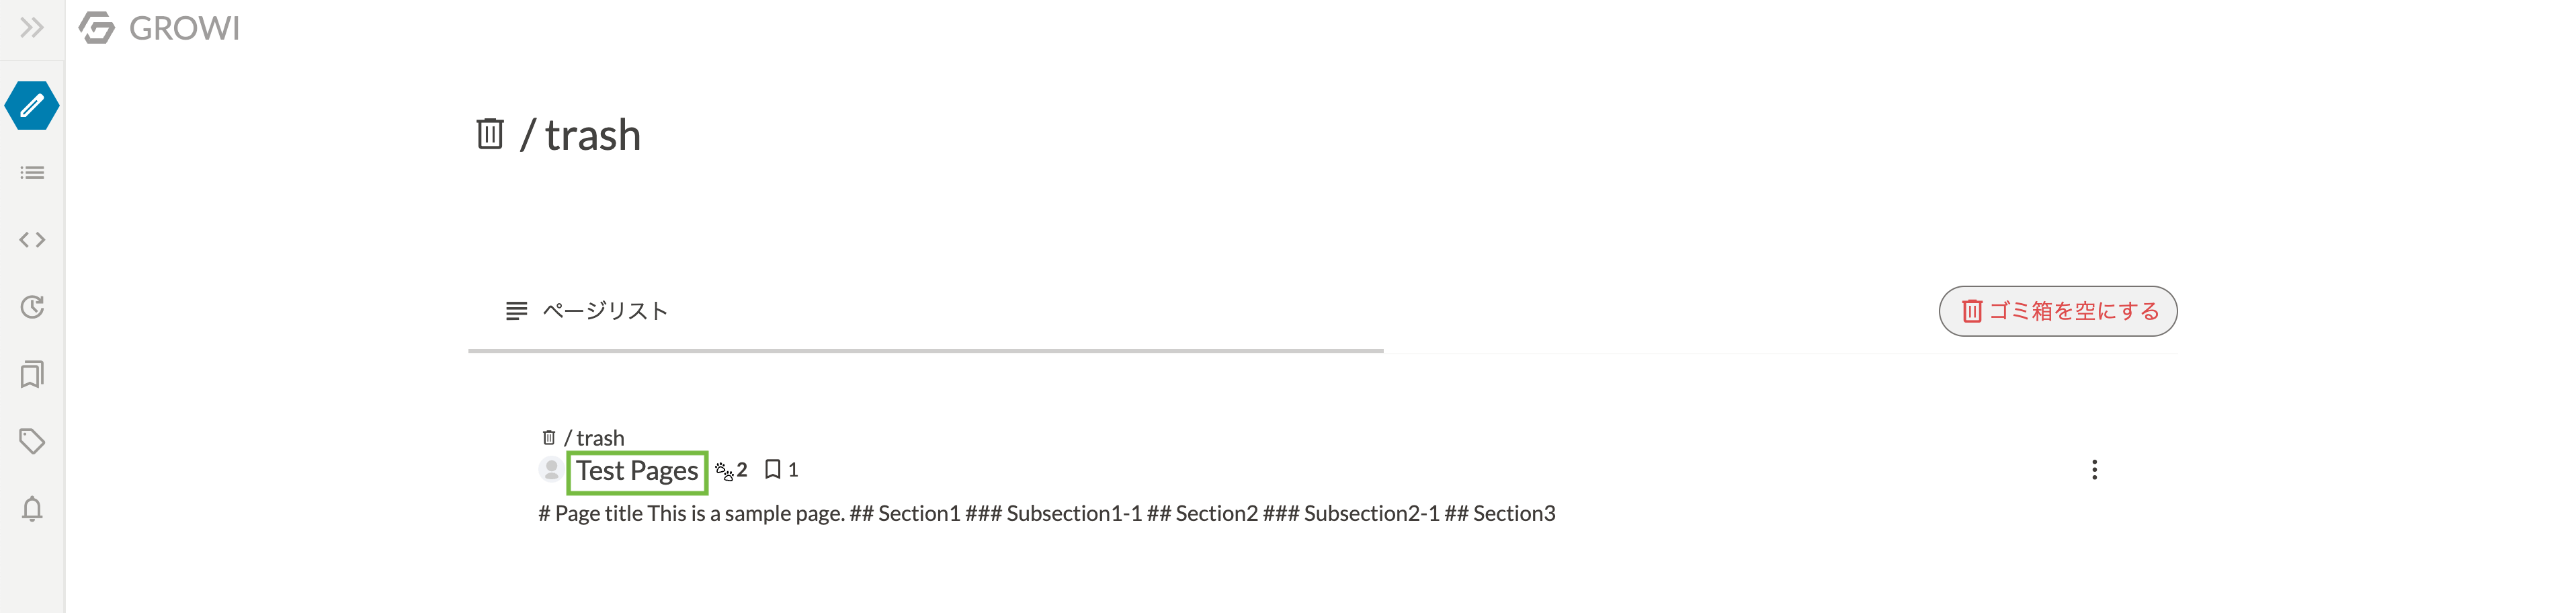 GROWI
/ trash
ページリスト
ゴミ箱を空にする
/ trash
Test Pages 2 1
# Page title This is a sample page. ## Section1 ### Subsection1-1 ## Section2 ### Subsection2-1 ## Section3